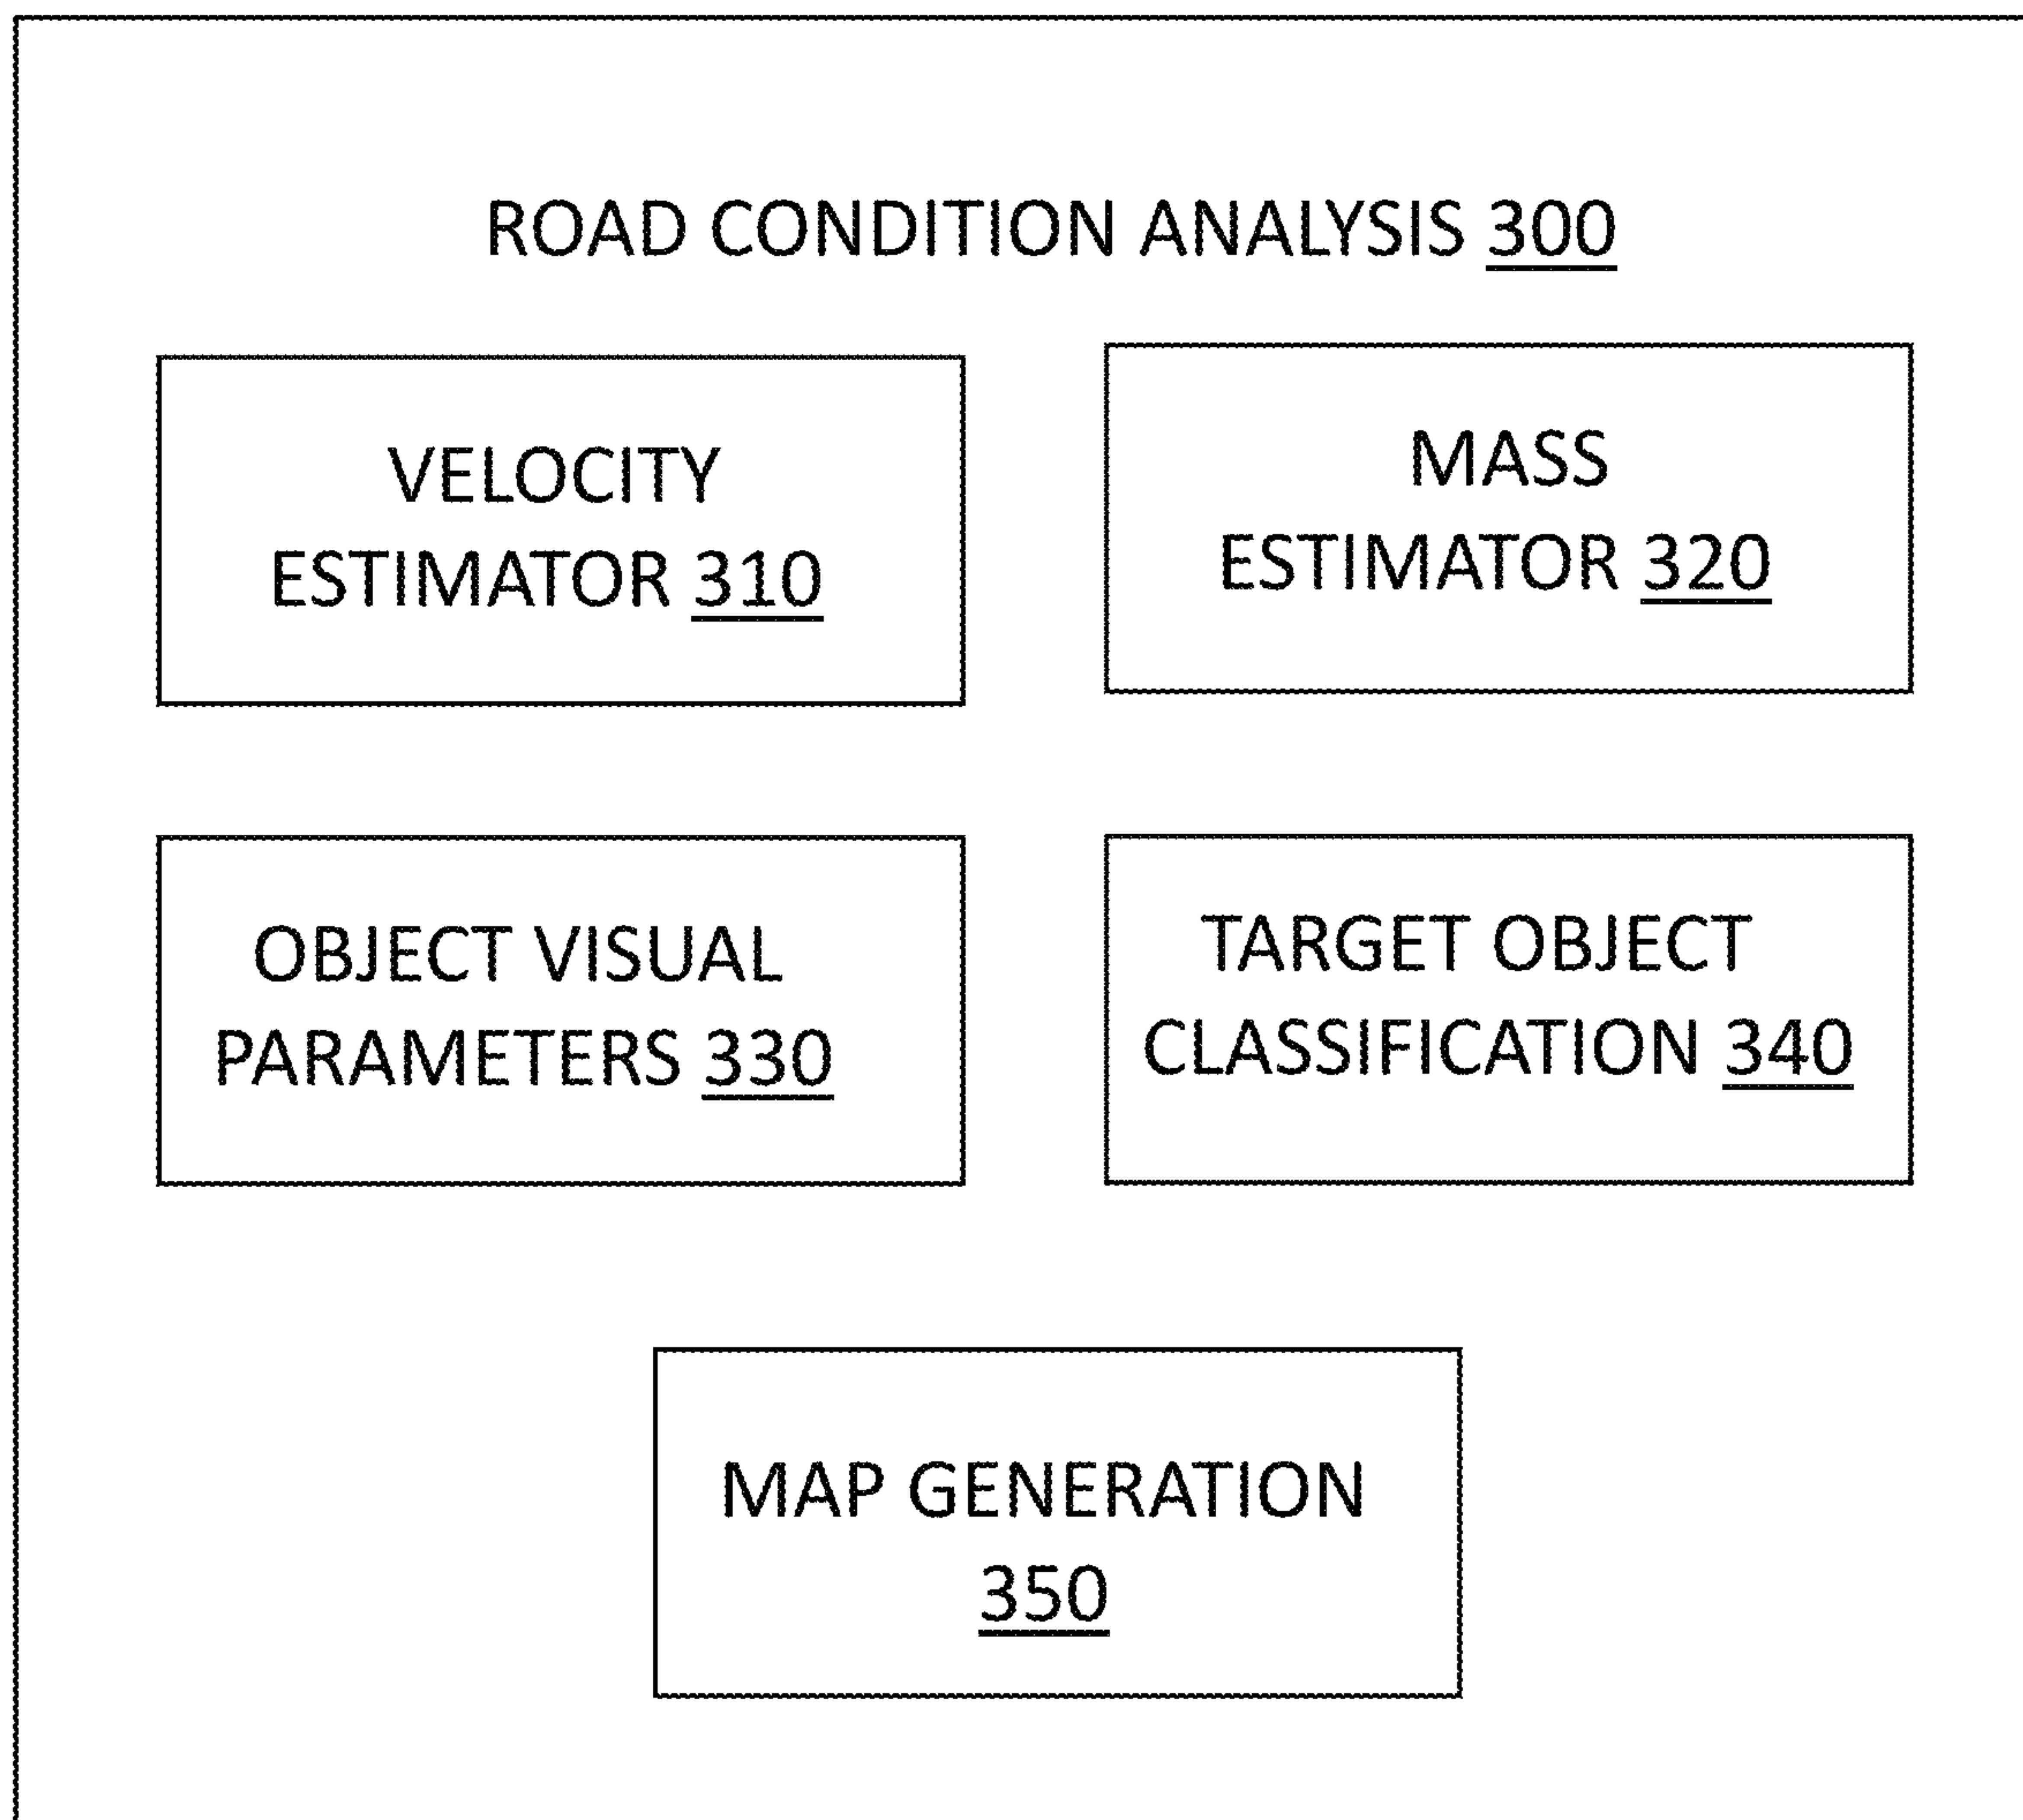 ROAD CONDITION ANALYSIS 300
VELOCITY
ESTIMATOR 310
MASS
ESTIMATOR 320
OBJECT VISUAL
PARAMETERS 330
TARGET OBJECT
CLASSIFICATION 340
MAP GENERATION
350